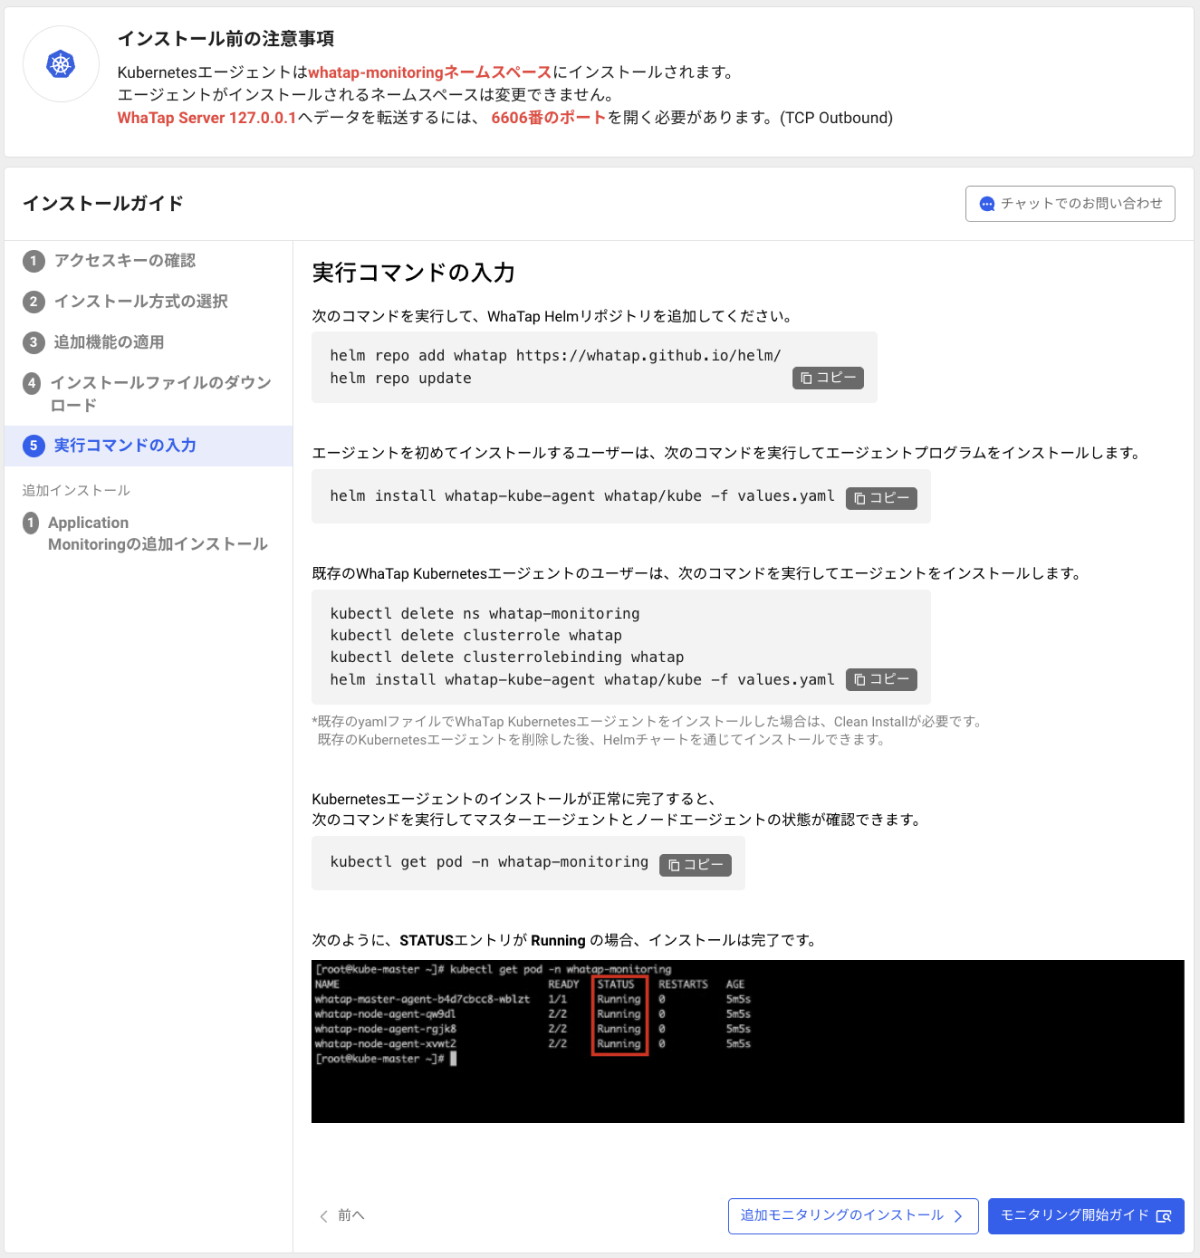 インストール前の注意事項
Kubernetesエージェントはwhatap-monitoringネームスペースにインストールされます。
エージェントがインストールされるネームスペースは変更できません。
WhaTap Server 127.0.0.1へデータを転送するには、 6606番のポートを開く必要があります。(TCP Outbound)
インストールガイド
チャットでのお問い合わせ
1 アクセスキーの確認
2 インストール方式の選択
3 追加機能の適用
4 インストールファイルのダウン
ロード
5 実行コマンドの入力
追加インストール
1 Application
Monitoringの追加インストール
実行コマンドの入力
次のコマンドを実行して、WhaTap Helmリポジトリを追加してください。
helm repo add whatap https://whatap.github.io/helm/
helm repo update
コピー
エージェントを初めてインストールするユーザーは、次のコマンドを実行してエージェントプログラムをインストールします。
helm install whatap-kube-agent whatap/kube -f values.yaml
コピー
既存のWhaTap Kubernetesエージェントのユーザーは、次のコマンドを実行してエージェントをインストールします。
kubectl delete ns whatap-monitoring
kubectl delete clusterrole whatap
kubectl delete clusterrolebinding whatap
helm install whatap-kube-agent whatap/kube -f values.yaml
コピー
*既存のyamlファイルでWhaTap Kubernetesエージェントをインストールした場合は、Clean Installが必要です。
既存のKubernetesエージェントを削除した後、Helmチャートを通じてインストールできます。
Kubernetesエージェントのインストールが正常に完了すると、
次のコマンドを実行してマスターエージェントとノードエージェントの状態が確認できます。
kubectl get pod -n whatap-monitoring
コピー
次のように、STATUSエントリが Running の場合、インストールは完了です。
[root@kube-master ~]# kubectl get pod -n whatap-monitoring
NAME READY STATUS RESTARTS AGE
whatap-master-agent-b4d7cbcc8-wblzt 1/1 Running 0 5m5s
whatap-node-agent-qw9dl 2/2 Running 0 5m5s
whatap-node-agent-rgjk8 2/2 Running 0 5m5s
whatap-node-agent-xvwt2 2/2 Running 0 5m5s
[root@kube-master ~]#
前へ
追加モニタリングのインストール
モニタリング開始ガイド